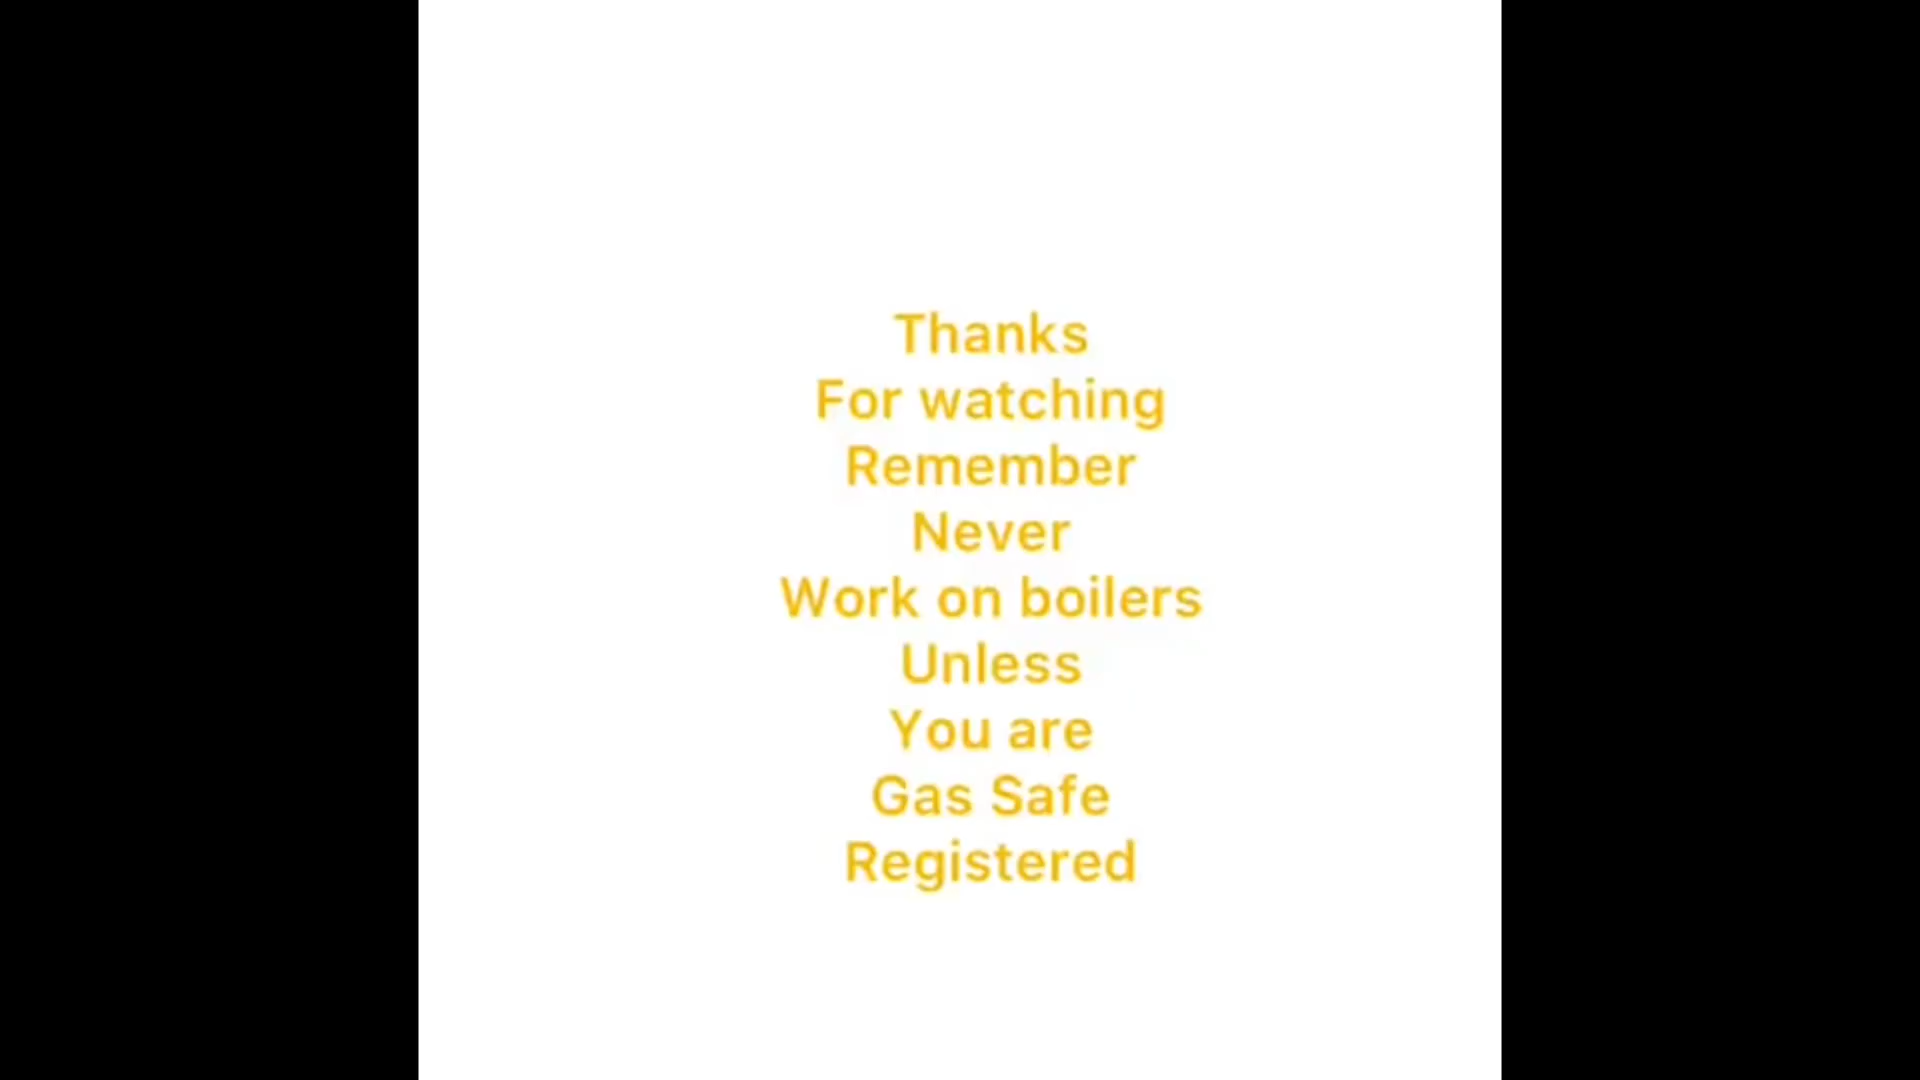 Thanks
For watching
Remember
Never
Work on boilers
Unless
You are
Gas Safe
Registered